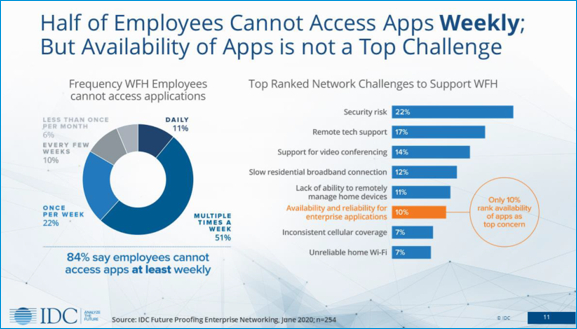 Half of Employees Cannot Access Apps Weekly;
But Availability of Apps is not a Top Challenge
Frequency WFH Employees
cannot access applications
LESS THAN ONCE
PER MONTH
6%
EVERY FEW
WEEKS
10%
DAILY
11%
ONCE
PER WEEK
22%
MULTIPLE
TIMES A
WEEK
51%
84% say employees cannot
access apps at least weekly
Top Ranked Network Challenges to Support WFH
Security risk 22%
Remote tech support 17%
Support for video conferencing 14%
Slow residential broadband connection 12%
Lack of ability to remotely
manage home devices 11%
Availability and reliability for
enterprise applications 10%
Inconsistent cellular coverage 7%
Unreliable home Wi-Fi 7%
Only 10%
rank availability
of apps as
top concern
IDC
ANALYZE
THE
FUTURE
Source: IDC Future Proofing Enterprise Networking, June 2020; n=254
© IDC
11